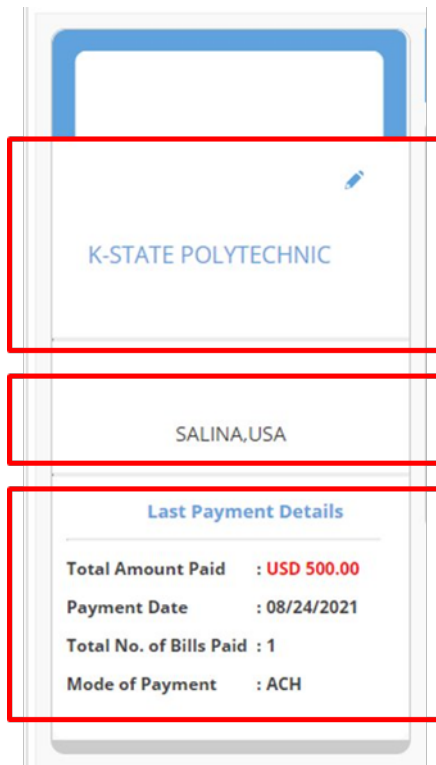 K-STATE POLYTECHNIC
SALINA,USA
Last Payment Details
Total Amount Paid : USD 500.00
Payment Date : 08/24/2021
Total No. of Bills Paid : 1
Mode of Payment : ACH